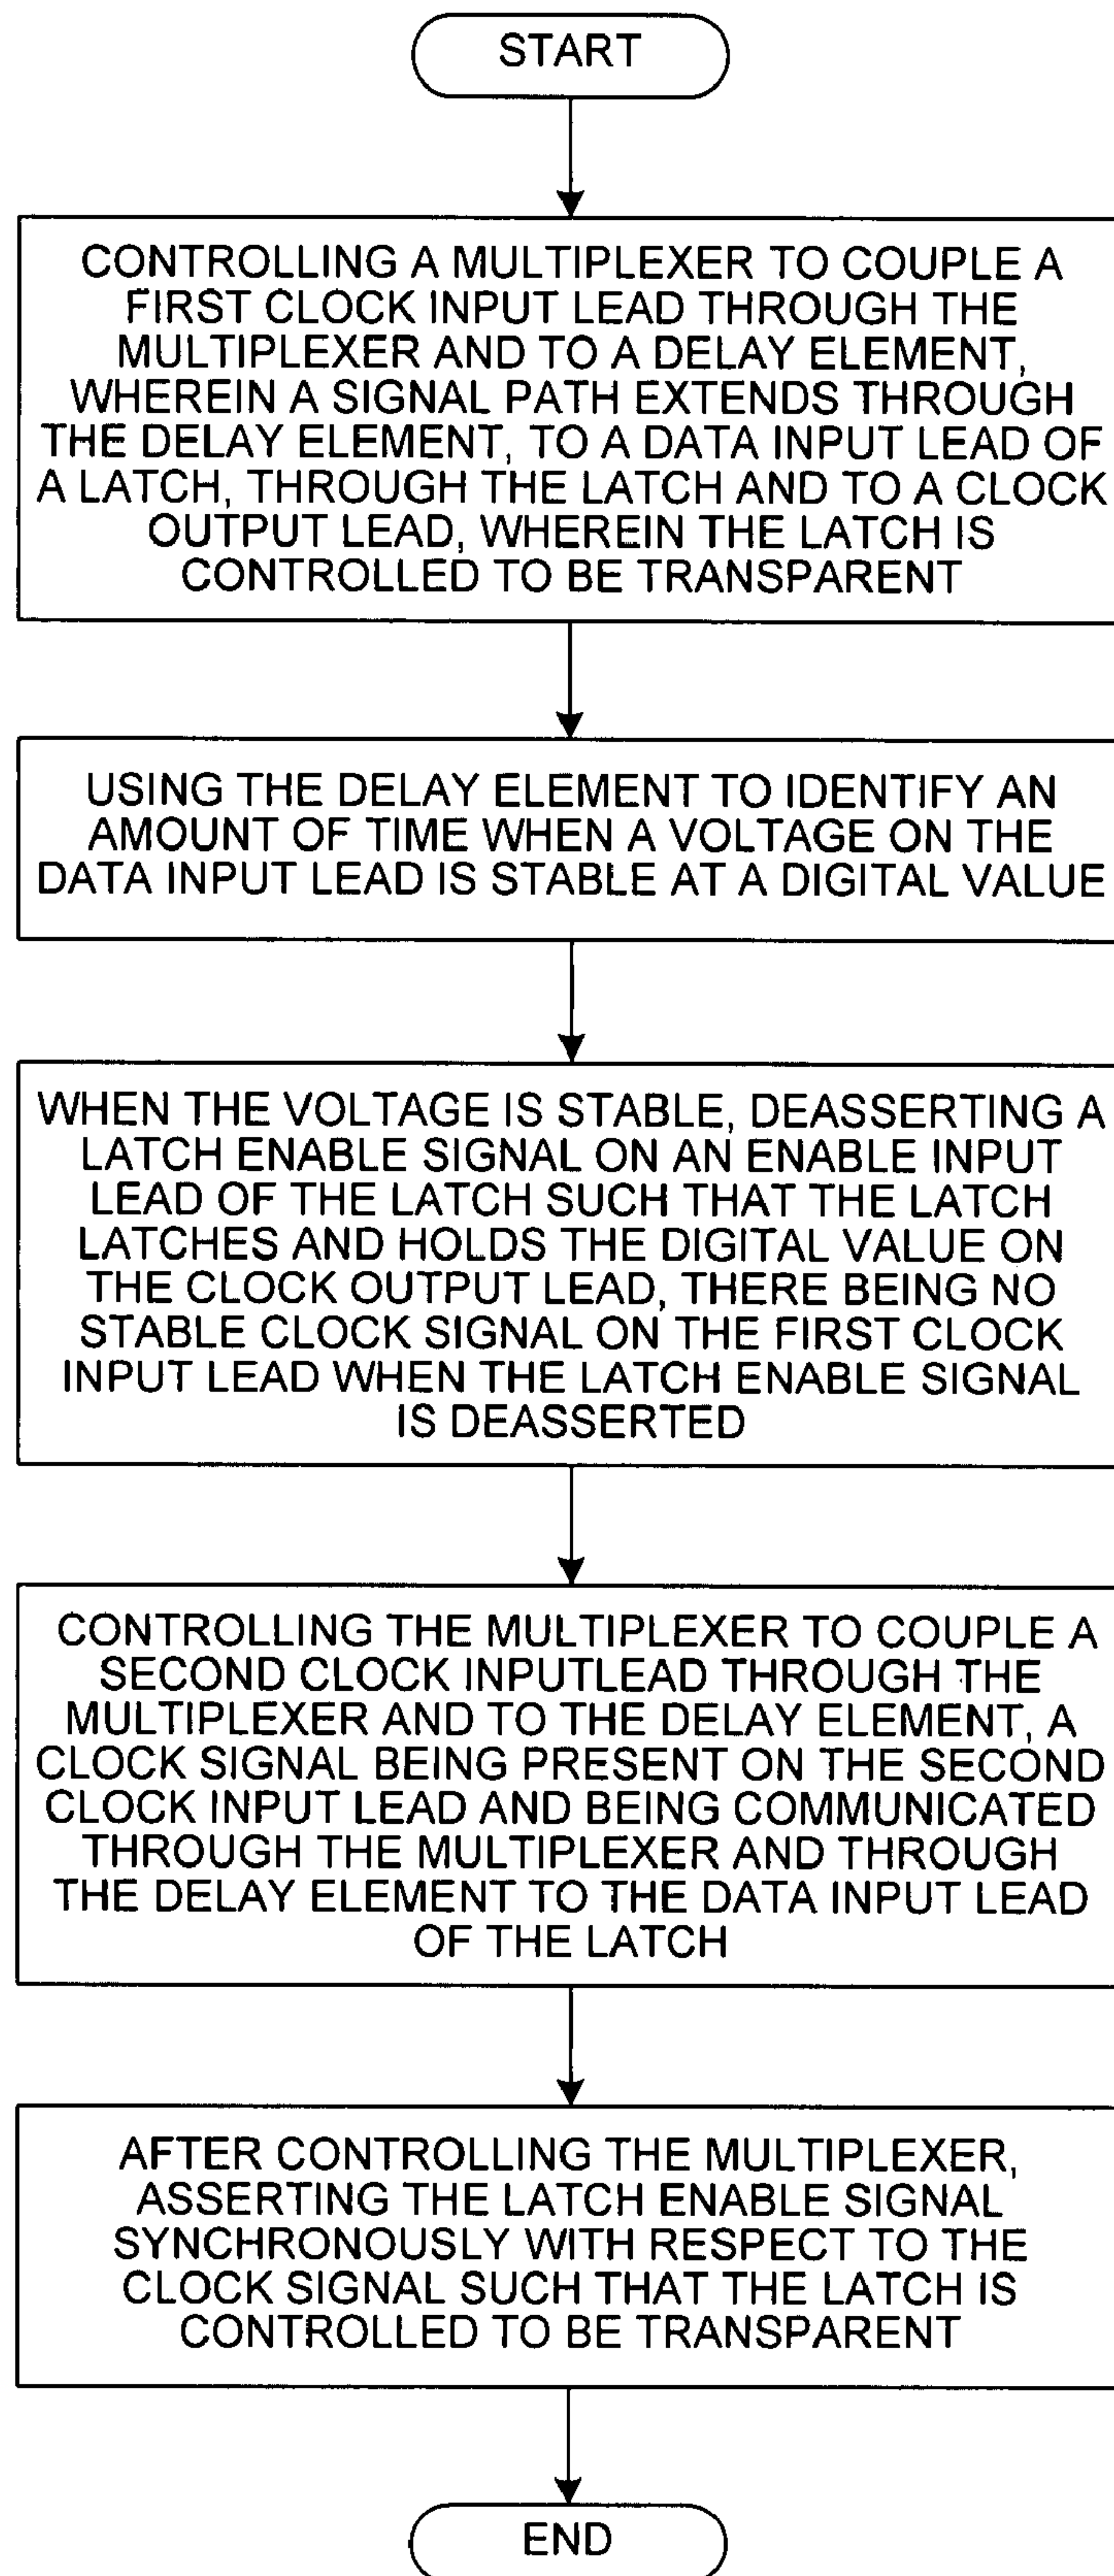 START
CONTROLLING A MULTIPLEXER TO COUPLE A
FIRST CLOCK INPUT LEAD THROUGH THE
MULTIPLEXER AND TO A DELAY ELEMENT,
WHEREIN A SIGNAL PATH EXTENDS THROUGH
THE DELAY ELEMENT, TO A DATA INPUT LEAD OF
A LATCH, THROUGH THE LATCH AND TO A CLOCK
OUTPUT LEAD, WHEREIN THE LATCH IS
CONTROLLED TO BE TRANSPARENT
USING THE DELAY ELEMENT TO IDENTIFY AN
AMOUNT OF TIME WHEN A VOLTAGE ON THE
DATA INPUT LEAD IS STABLE AT A DIGITAL VALUE
WHEN THE VOLTAGE IS STABLE, DEASSERTING A
LATCH ENABLE SIGNAL ON AN ENABLE INPUT
LEAD OF THE LATCH SUCH THAT THE LATCH
LATCHES AND HOLDS THE DIGITAL VALUE ON
THE CLOCK OUTPUT LEAD, THERE BEING NO
STABLE CLOCK SIGNAL ON THE FIRST CLOCK
INPUT LEAD WHEN THE LATCH ENABLE SIGNAL
IS DEASSERTED
CONTROLLING THE MULTIPLEXER TO COUPLE A
SECOND CLOCK INPUTLEAD THROUGH THE
MULTIPLEXER AND TO THE DELAY ELEMENT, A
CLOCK SIGNAL BEING PRESENT ON THE SECOND
CLOCK INPUT LEAD AND BEING COMMUNICATED
THROUGH THE MULTIPLEXER AND THROUGH
THE DELAY ELEMENT TO THE DATA INPUT LEAD
OF THE LATCH
AFTER CONTROLLING THE MULTIPLEXER,
ASSERTING THE LATCH ENABLE SIGNAL
SYNCHRONOUSLY WITH RESPECT TO THE
CLOCK SIGNAL SUCH THAT THE LATCH IS
CONTROLLED TO BE TRANSPARENT
END